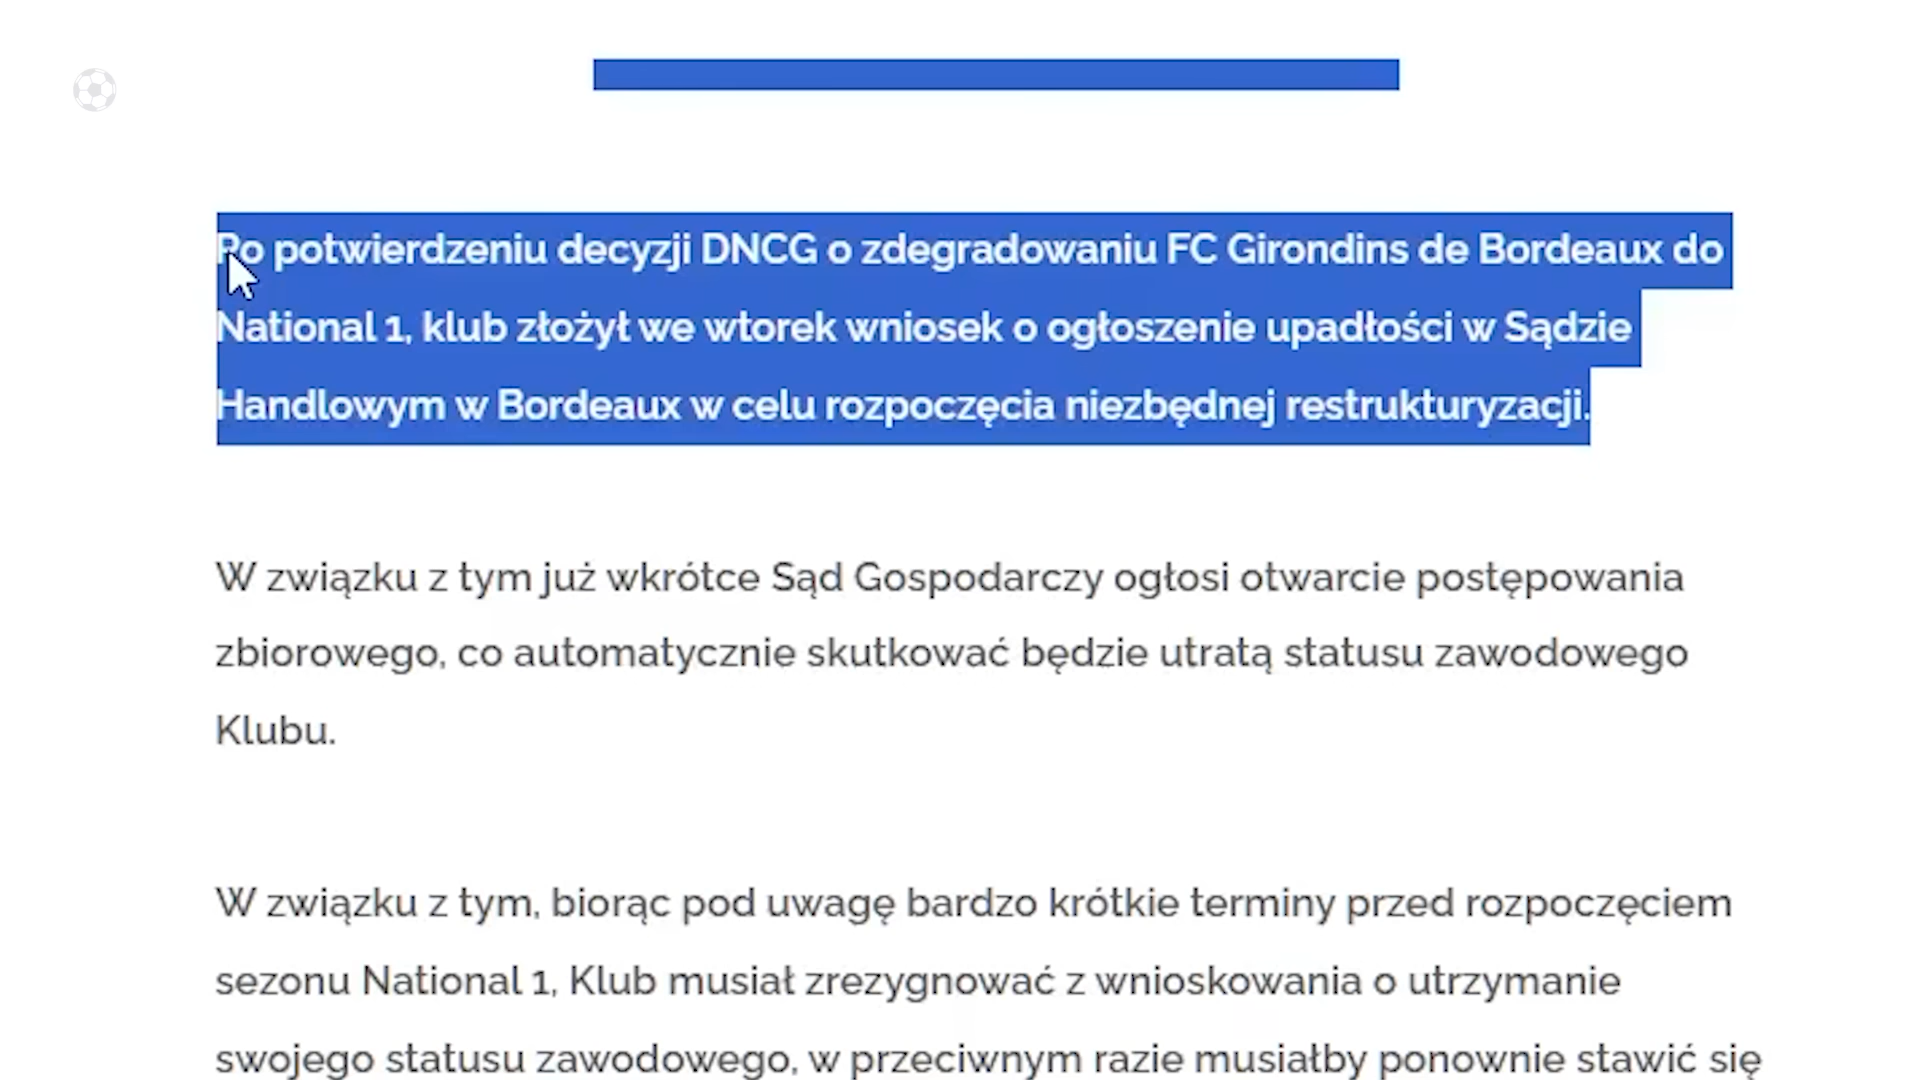 Po potwierdzeniu decyzji DNCG o zdegradowaniu FC Girondins de Bordeaux do
National 1, klub złożył we wtorek wniosek o ogłoszenie upadłości w Sądzie
Handlowym w Bordeaux w celu rozpoczęcia niezbędnej restrukturyzacji.
W związku z tym już wkrótce Sąd Gospodarczy ogłosi otwarcie postępowania
zbiorowego, co automatycznie skutkować będzie utratą statusu zawodowego
Klubu.
W związku z tym, biorąc pod uwagę bardzo krótkie terminy przed rozpoczęciem
sezonu National 1, Klub musiał zrezygnować z wnioskowania o utrzymanie
swojego statusu zawodowego, w przeciwnym razie musiałby ponownie stawić się